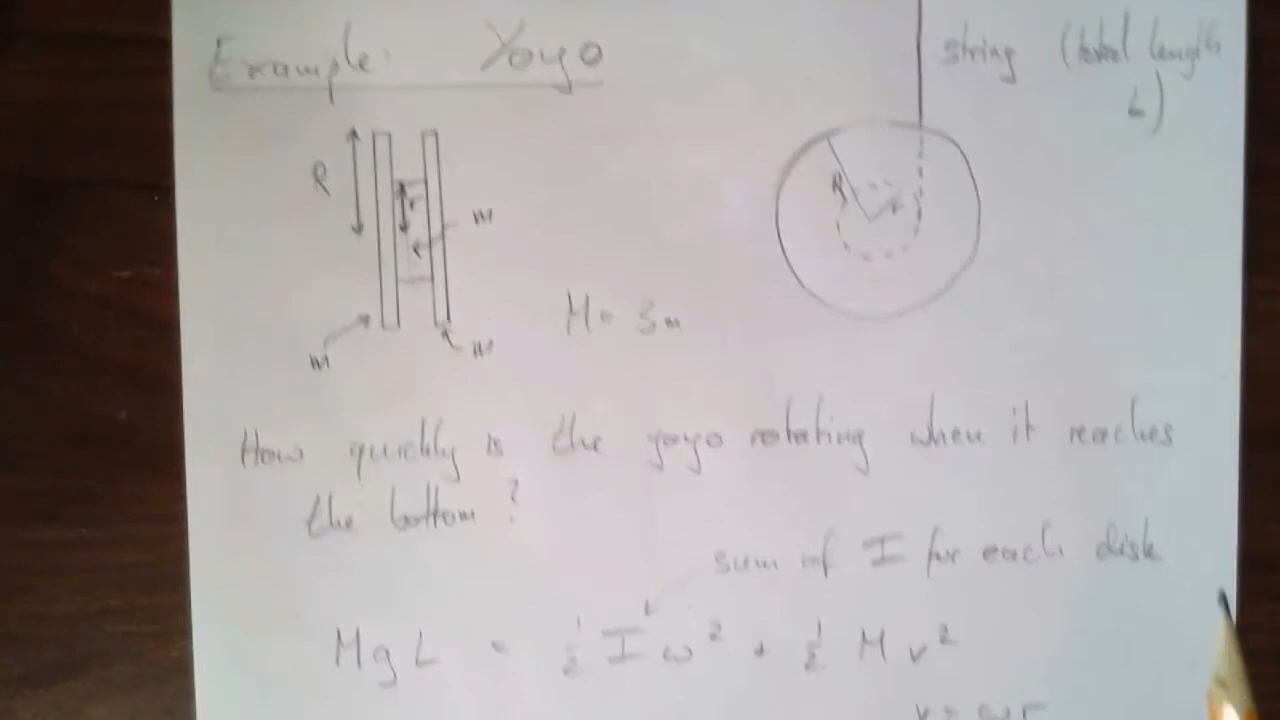 Example: Yoyo
string (total length
L)
R
r
m
R
r
M = 3m
m
m
How quickly is the yoyo rotating when it reaches
the bottom?
sum of I for each disk
MgL = 1/2 I ω² + 1/2 M v²
v = ωr